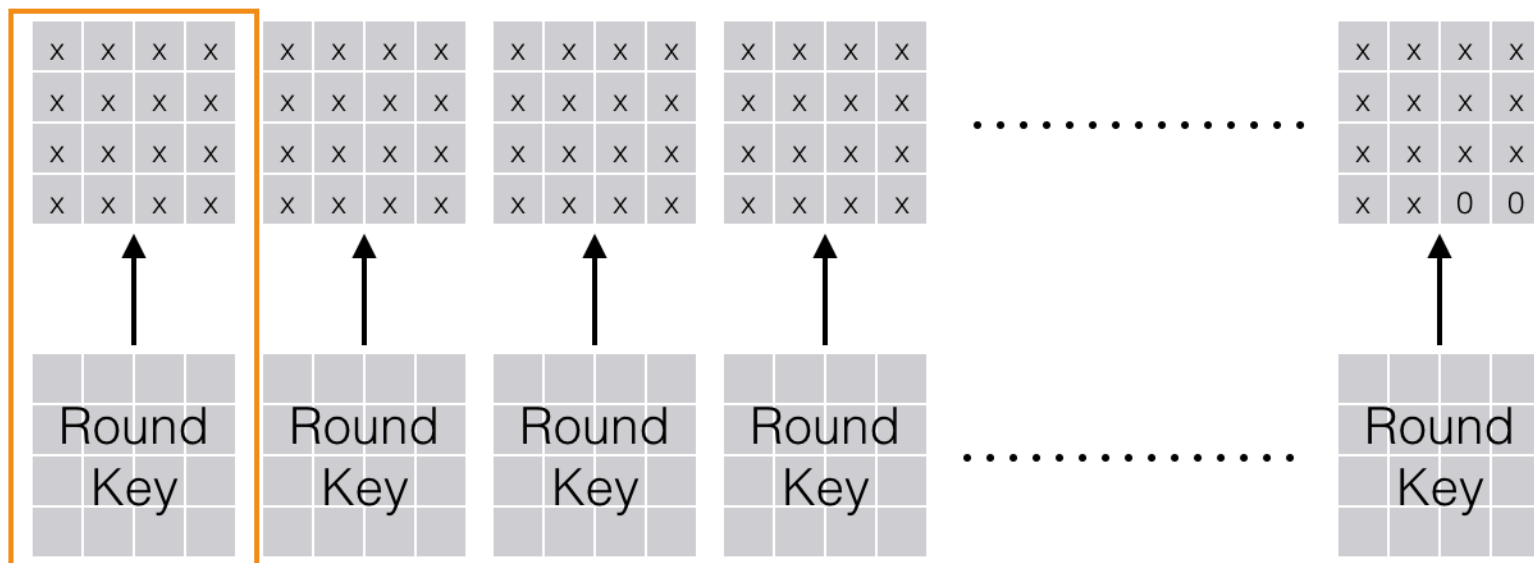 x x x x x x x x x x x x x x x x x x x x
x x x x x x x x x x x x x x x x x x x x
x x x x x x x x x x x x x x x x x x x x
x x x x x x x x x x x x x x x x x x 0 0
Round Round Round Round Round
Key Key Key Key Key